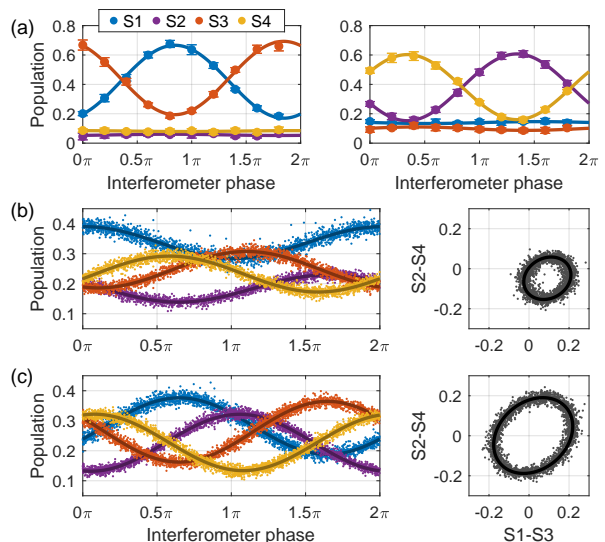 (a)
S1 S2 S3 S4
Population
0.8
0.6
0.4
0.2
0
0π 0.5π 1π 1.5π 2π
Interferometer phase
0.8
0.6
0.4
0.2
0
0π 0.5π 1π 1.5π 2π
Interferometer phase
(b)
Population
0.4
0.3
0.2
0.1
0π 0.5π 1π 1.5π 2π
S2-S4
0.2
0
-0.2
-0.2 0 0.2
(c)
Population
0.4
0.3
0.2
0.1
0π 0.5π 1π 1.5π 2π
Interferometer phase
S2-S4
0.2
0
-0.2
-0.2 0 0.2
S1-S3